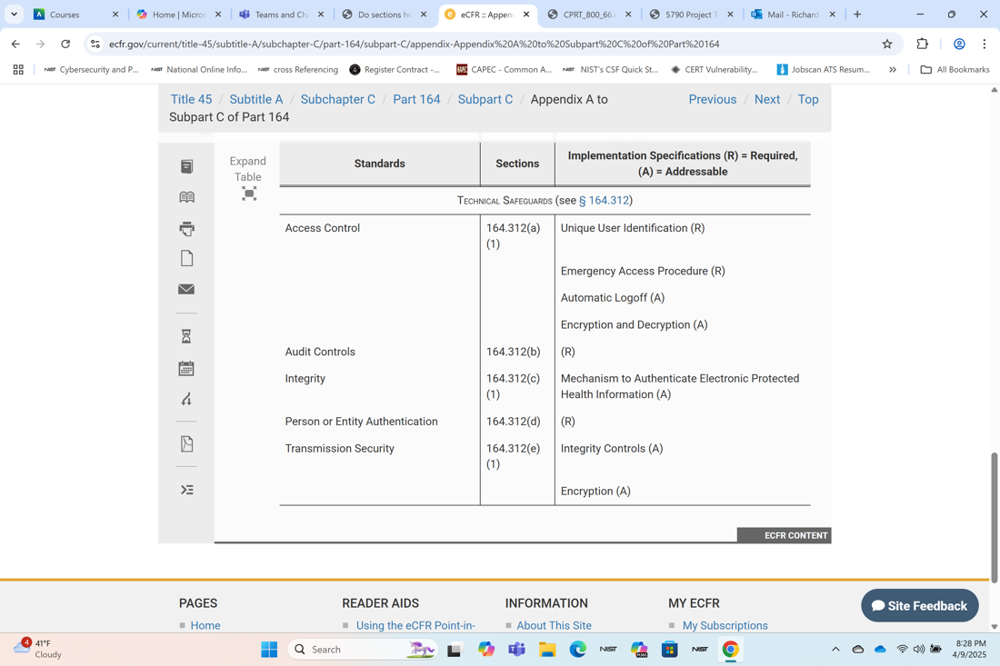 Courses
Home | Micros
Teams and Ch
Do sections he
eCFR :: Appen
CPRT_800_66.
5790 Project T
Mail - Richard
ecfr.gov/current/title-45/subtitle-A/subchapter-C/part-164/subpart-C/appendix-Appendix%20A%20to%20Subpart%20C%20of%20Part%20164
NIST Cybersecurity and P...
NIST National Online Info...
NIST cross Referencing
Register Contract -...
CAPEC - Common A...
NIST NIST's CSF Quick St...
CERT Vulnerability...
Jobscan ATS Resum...
All Bookmarks
Title 45 / Subtitle A / Subchapter C / Part 164 / Subpart C / Appendix A to
Subpart C of Part 164
Previous / Next / Top
Expand
Table
Standards
Sections
Implementation Specifications (R) = Required,
(A) = Addressable
Technical Safeguards (see § 164.312)
Access Control
164.312(a)
(1)
Unique User Identification (R)
Emergency Access Procedure (R)
Automatic Logoff (A)
Encryption and Decryption (A)
Audit Controls
164.312(b)
(R)
Integrity
164.312(c)
(1)
Mechanism to Authenticate Electronic Protected
Health Information (A)
Person or Entity Authentication
164.312(d)
(R)
Transmission Security
164.312(e)
(1)
Integrity Controls (A)
Encryption (A)
ECFR CONTENT
PAGES
Home
READER AIDS
Using the eCFR Point-in-
INFORMATION
About This Site
MY ECFR
My Subscriptions
Site Feedback
4
41°F
Cloudy
Search
NIST
M365
NIST
8:28 PM
4/9/2025